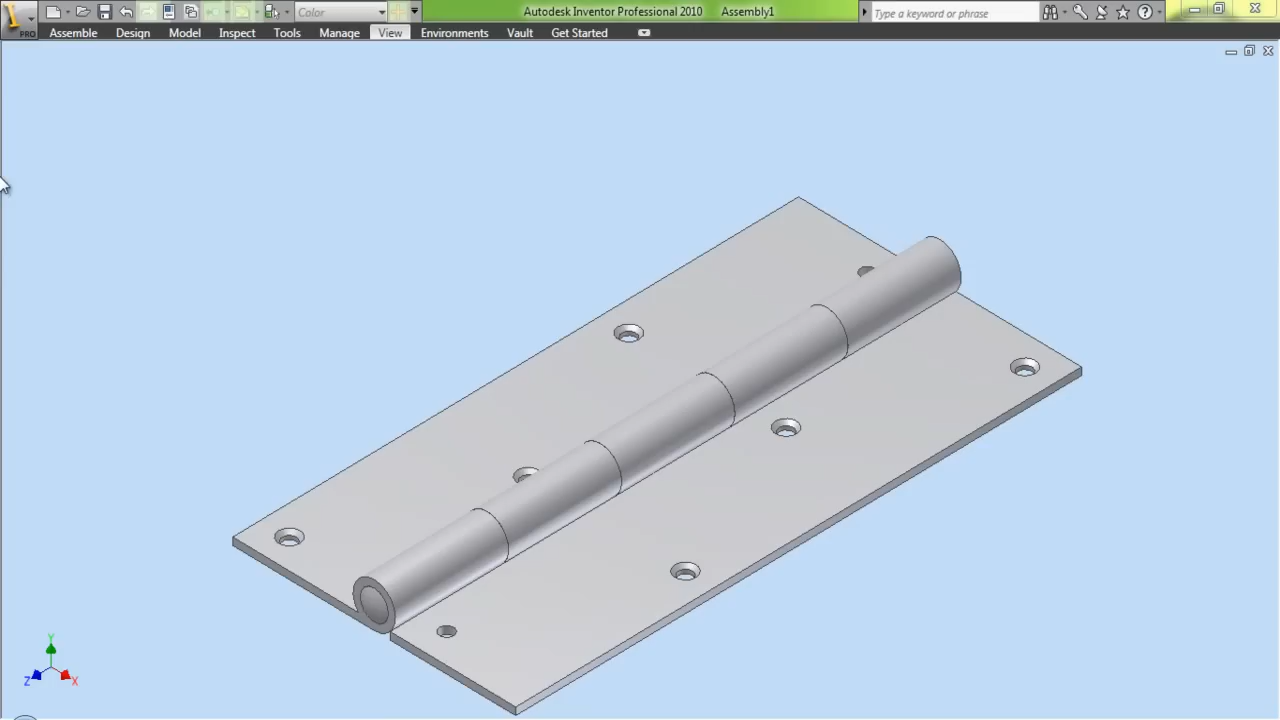 Color
Autodesk Inventor Professional 2010 Assembly1
Type a keyword or phrase
PRO
Assemble Design Model Inspect Tools Manage View Environments Vault Get Started
Y
Z X